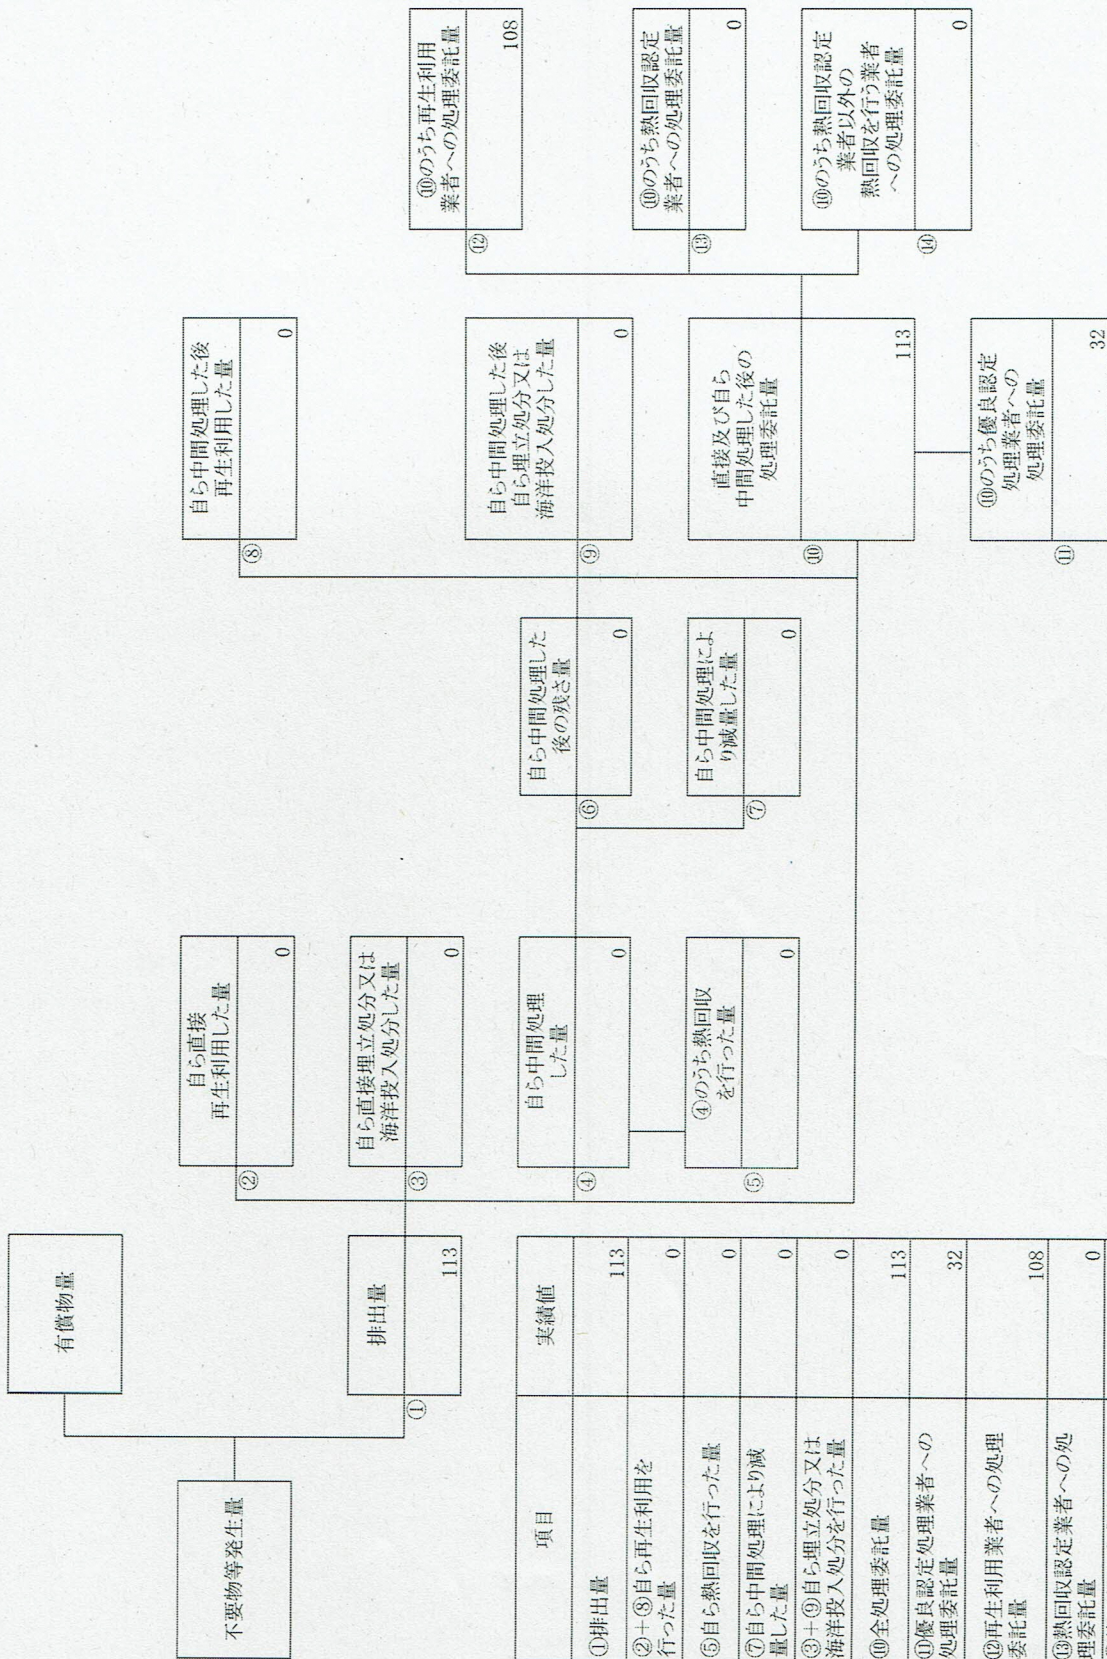 不要物等発生量
有償物量
排出量
①
113
②
自ら直接
再生利用した量
0
③
自ら直接埋立処分又は
海洋投入処分した量
0
④
自ら中間処理
した量
0
⑤
④のうち熱回収
を行った量
0
⑥
自ら中間処理した
後の残さ量
0
⑦
自ら中間処理によ
り減量した量
0
⑧
自ら中間処理した後
再生利用した量
0
⑨
自ら中間処理した後
自ら埋立処分又は
海洋投入処分した量
0
⑩
直接及び自ら
中間処理した後の
処理委託量
113
⑪
⑩のうち優良認定
処理業者への
処理委託量
32
⑫
⑩のうち再生利用
業者への処理委託量
108
⑬
⑩のうち熱回収認定
業者への処理委託量
0
⑭
⑩のうち熱回収認定
業者以外の
熱回収を行う業者
への処理委託量
0
項目 実績値
①排出量 113
②+⑧自ら再生利用を
行った量 0
⑤自ら熱回収を行った量 0
⑦自ら中間処理により減
量した量 0
③+⑨自ら埋立処分又は
海洋投入処分を行った量 0
⑩全処理委託量 113
⑪優良認定処理業者への
処理委託量 32
⑫再生利用業者への処理
委託量 108
⑬熱回収認定業者への処
理委託量 0